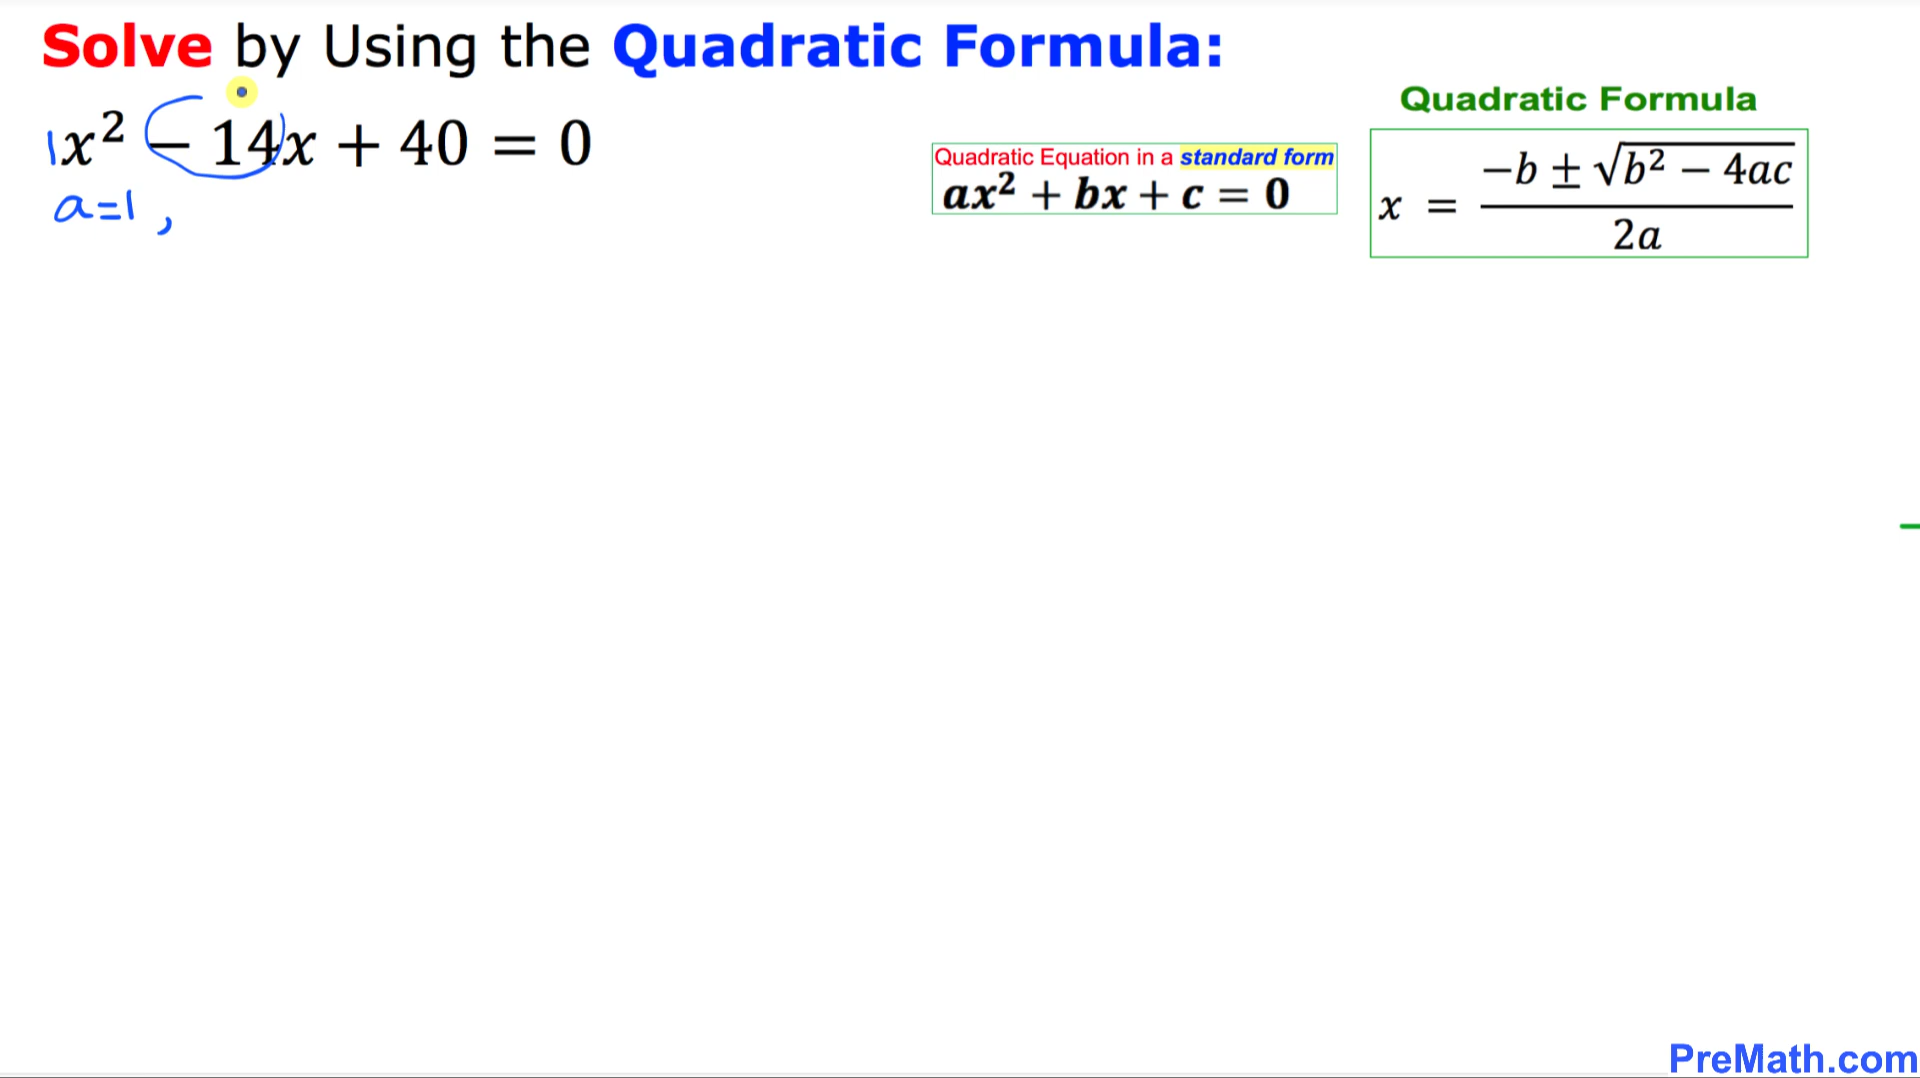 Solve by Using the Quadratic Formula:
1x² − 14x + 40 = 0
a=1,
Quadratic Equation in a standard form
ax² + bx + c = 0
Quadratic Formula
x = (−b ± √(b² − 4ac)) / 2a
PreMath.com